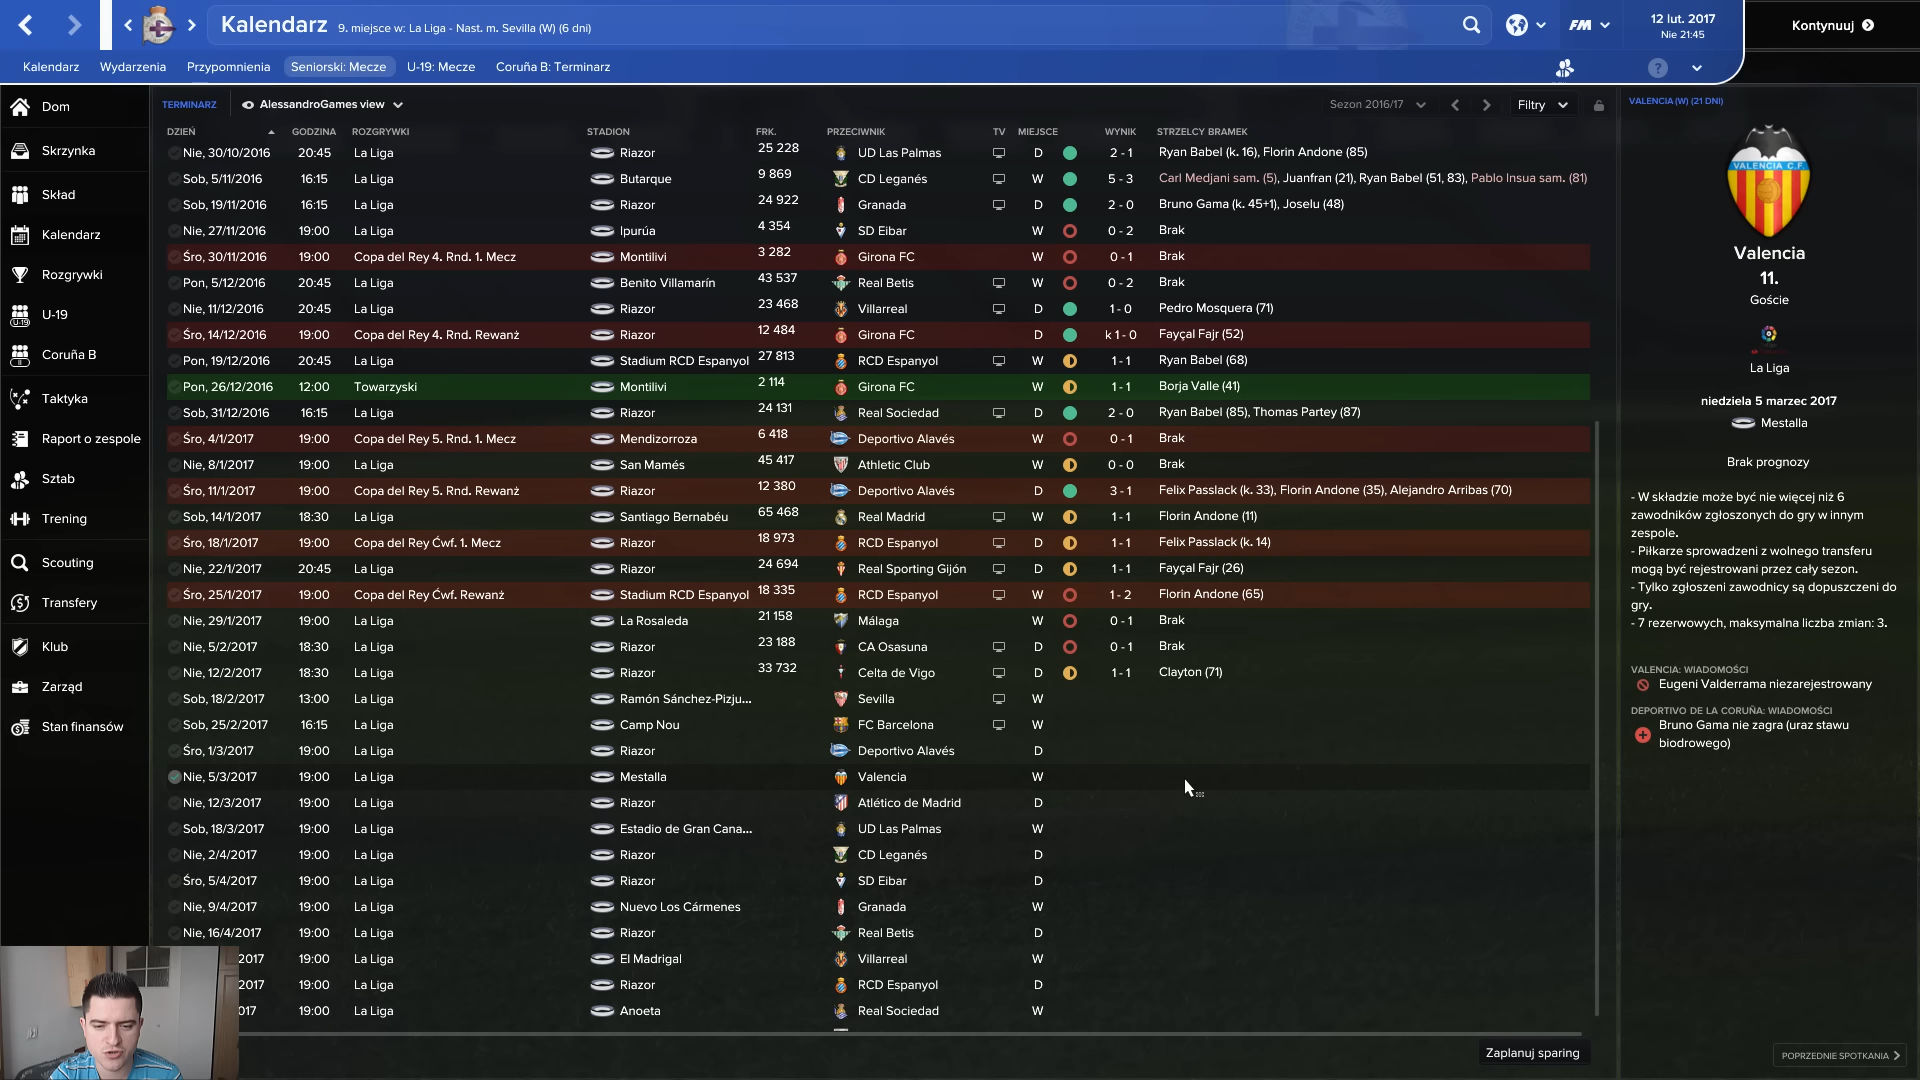 Kalendarz
9. miejsce w: La Liga - Nast. m. Sevilla (W) (6 dni)
FM
12 lut. 2017
Nie 21:45
Kontynuuj
Kalendarz Wydarzenia Przypomnienia Seniorski: Mecze U-19: Mecze Coruña B: Terminarz
?
Dom
Skrzynka
Skład
Kalendarz
Rozgrywki
U-19
Coruña B
Taktyka
Raport o zespole
Sztab
Trening
Scouting
Transfery
Klub
Zarząd
Stan finansów
TERMINARZ AlessandroGames view Sezon 2016/17 Filtry
DZIEŃ GODZINA ROZGRYWKI STADION FRK. PRZECIWNIK TV MIEJSCE WYNIK STRZELCY BRAMEK
Nie, 30/10/2016 20:45 La Liga Riazor 25 228 UD Las Palmas D 2 - 1 Ryan Babel (k. 16), Florin Andone (85)
Sob, 5/11/2016 16:15 La Liga Butarque 9 869 CD Leganés W 5 - 3 Carl Medjani sam. (5), Juanfran (21), Ryan Babel (51, 83), Pablo Insua sam. (81)
Sob, 19/11/2016 16:15 La Liga Riazor 24 922 Granada D 2 - 0 Bruno Gama (k. 45+1), Joselu (48)
Nie, 27/11/2016 19:00 La Liga Ipurúa 4 354 SD Eibar W 0 - 2 Brak
Śro, 30/11/2016 19:00 Copa del Rey 4. Rnd. 1. Mecz Montilivi 3 282 Girona FC W 0 - 1 Brak
Pon, 5/12/2016 20:45 La Liga Benito Villamarín 43 537 Real Betis W 0 - 2 Brak
Nie, 11/12/2016 20:45 La Liga Riazor 23 468 Villarreal D 1 - 0 Pedro Mosquera (71)
Śro, 14/12/2016 19:00 Copa del Rey 4. Rnd. Rewanż Riazor 12 484 Girona FC D k 1 - 0 Fayçal Fajr (52)
Pon, 19/12/2016 20:45 La Liga Stadium RCD Espanyol 27 813 RCD Espanyol W 1 - 1 Ryan Babel (68)
Pon, 26/12/2016 12:00 Towarzyski Montilivi 2 114 Girona FC W 1 - 1 Borja Valle (41)
Sob, 31/12/2016 16:15 La Liga Riazor 24 131 Real Sociedad D 2 - 0 Ryan Babel (85), Thomas Partey (87)
Śro, 4/1/2017 19:00 Copa del Rey 5. Rnd. 1. Mecz Mendizorroza 6 418 Deportivo Alavés W 0 - 1 Brak
Nie, 8/1/2017 19:00 La Liga San Mamés 45 417 Athletic Club W 0 - 0 Brak
Śro, 11/1/2017 19:00 Copa del Rey 5. Rnd. Rewanż Riazor 12 380 Deportivo Alavés D 3 - 1 Felix Passlack (k. 33), Florin Andone (35), Alejandro Arribas (70)
Sob, 14/1/2017 18:30 La Liga Santiago Bernabéu 65 468 Real Madrid W 1 - 1 Florin Andone (11)
Śro, 18/1/2017 19:00 Copa del Rey Ćwf. 1. Mecz Riazor 18 973 RCD Espanyol D 1 - 1 Felix Passlack (k. 14)
Nie, 22/1/2017 20:45 La Liga Riazor 24 694 Real Sporting Gijón D 1 - 1 Fayçal Fajr (26)
Śro, 25/1/2017 19:00 Copa del Rey Ćwf. Rewanż Stadium RCD Espanyol 18 335 RCD Espanyol W 1 - 2 Florin Andone (65)
Nie, 29/1/2017 19:00 La Liga La Rosaleda 21 158 Málaga W 0 - 1 Brak
Nie, 5/2/2017 18:30 La Liga Riazor 23 188 CA Osasuna D 0 - 1 Brak
Nie, 12/2/2017 18:30 La Liga Riazor 33 732 Celta de Vigo D 1 - 1 Clayton (71)
Sob, 18/2/2017 13:00 La Liga Ramón Sánchez-Pizju... Sevilla W
Sob, 25/2/2017 16:15 La Liga Camp Nou FC Barcelona W
Śro, 1/3/2017 19:00 La Liga Riazor Deportivo Alavés D
Nie, 5/3/2017 19:00 La Liga Mestalla Valencia W
Nie, 12/3/2017 19:00 La Liga Riazor Atlético de Madrid D
Sob, 18/3/2017 19:00 La Liga Estadio de Gran Cana... UD Las Palmas W
Nie, 2/4/2017 19:00 La Liga Riazor CD Leganés D
Śro, 5/4/2017 19:00 La Liga Riazor SD Eibar D
Nie, 9/4/2017 19:00 La Liga Nuevo Los Cármenes Granada W
Nie, 16/4/2017 19:00 La Liga Riazor Real Betis D
2017 19:00 La Liga El Madrigal Villarreal W
2017 19:00 La Liga Riazor RCD Espanyol D
017 19:00 La Liga Anoeta Real Sociedad W
Zaplanuj sparing
VALENCIA (W) (21 DNI)
VALENCIA C.F.
Valencia
11.
Goście
La Liga
niedziela 5 marzec 2017
Mestalla
Brak prognozy
- W składzie może być nie więcej niż 6
zawodników zgłoszonych do gry w innym
zespole.
- Piłkarze sprowadzeni z wolnego transferu
mogą być rejestrowani przez cały sezon.
- Tylko zgłoszeni zawodnicy są dopuszczeni do
gry.
- 7 rezerwowych, maksymalna liczba zmian: 3.
VALENCIA: WIADOMOŚCI
Eugeni Valderrama niezarejestrowany
DEPORTIVO DE LA CORUÑA: WIADOMOŚCI
Bruno Gama nie zagra (uraz stawu
biodrowego)
POPRZEDNIE SPOTKANIA